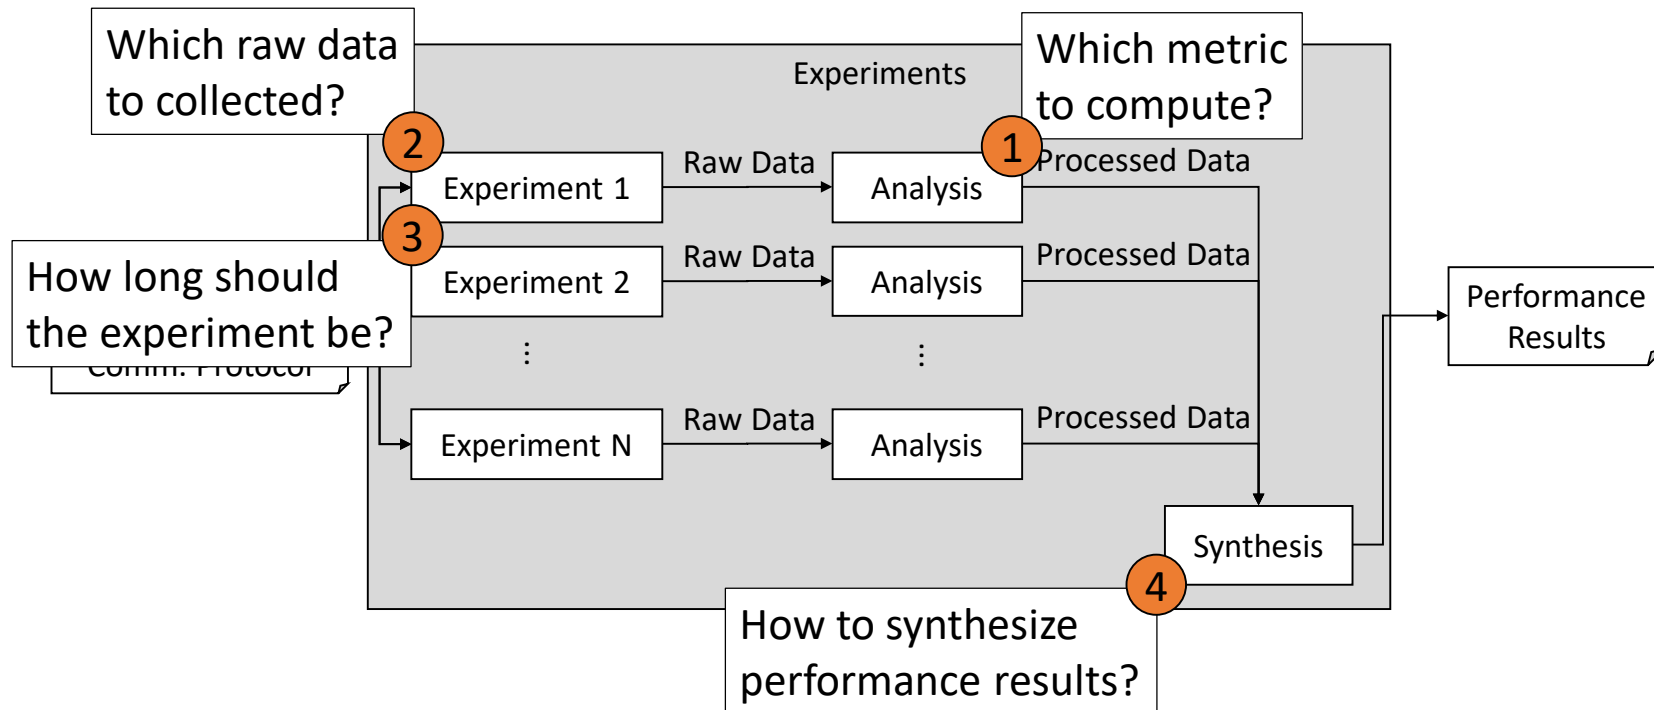 Which raw data
to collected?
Experiments
Which metric
to compute?
2
1
Experiment 1
Raw Data
Analysis
Processed Data
3
How long should
the experiment be?
Experiment 2
Raw Data
Analysis
Processed Data
Comm. Protocol
⋮
⋮
Experiment N
Raw Data
Analysis
Processed Data
Synthesis
Performance
Results
4
How to synthesize
performance results?